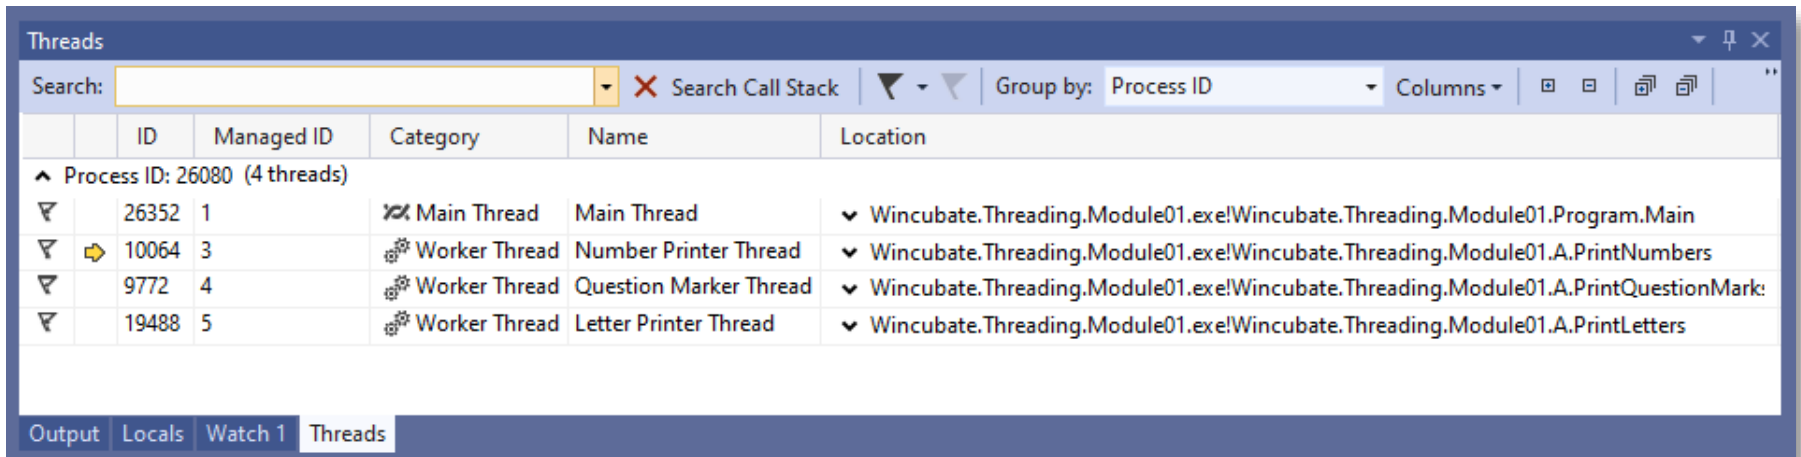 Threads
Search: Search Call Stack Group by: Process ID Columns
ID Managed ID Category Name Location
Process ID: 26080 (4 threads)
26352 1 Main Thread Main Thread Wincubate.Threading.Module01.exe!Wincubate.Threading.Module01.Program.Main
10064 3 Worker Thread Number Printer Thread Wincubate.Threading.Module01.exe!Wincubate.Threading.Module01.A.PrintNumbers
9772 4 Worker Thread Question Marker Thread Wincubate.Threading.Module01.exe!Wincubate.Threading.Module01.A.PrintQuestionMarks
19488 5 Worker Thread Letter Printer Thread Wincubate.Threading.Module01.exe!Wincubate.Threading.Module01.A.PrintLetters
Output Locals Watch 1 Threads